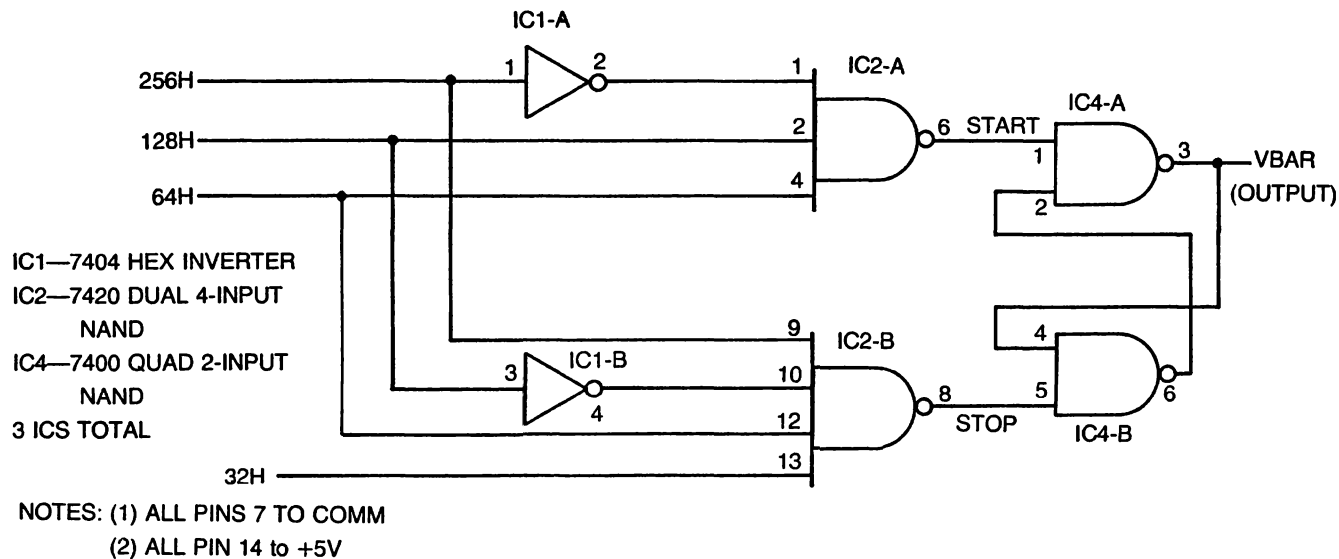 IC1-A
256H
1
2
1
IC2-A
IC4-A
128H
2
6
START
1
3
VBAR
(OUTPUT)
64H
4
2
IC1—7404 HEX INVERTER
IC2—7420 DUAL 4-INPUT
NAND
IC4—7400 QUAD 2-INPUT
NAND
3 ICS TOTAL
9
IC2-B
4
3
IC1-B
10
4
8
STOP
5
6
12
IC4-B
32H
13
NOTES: (1) ALL PINS 7 TO COMM
(2) ALL PIN 14 to +5V